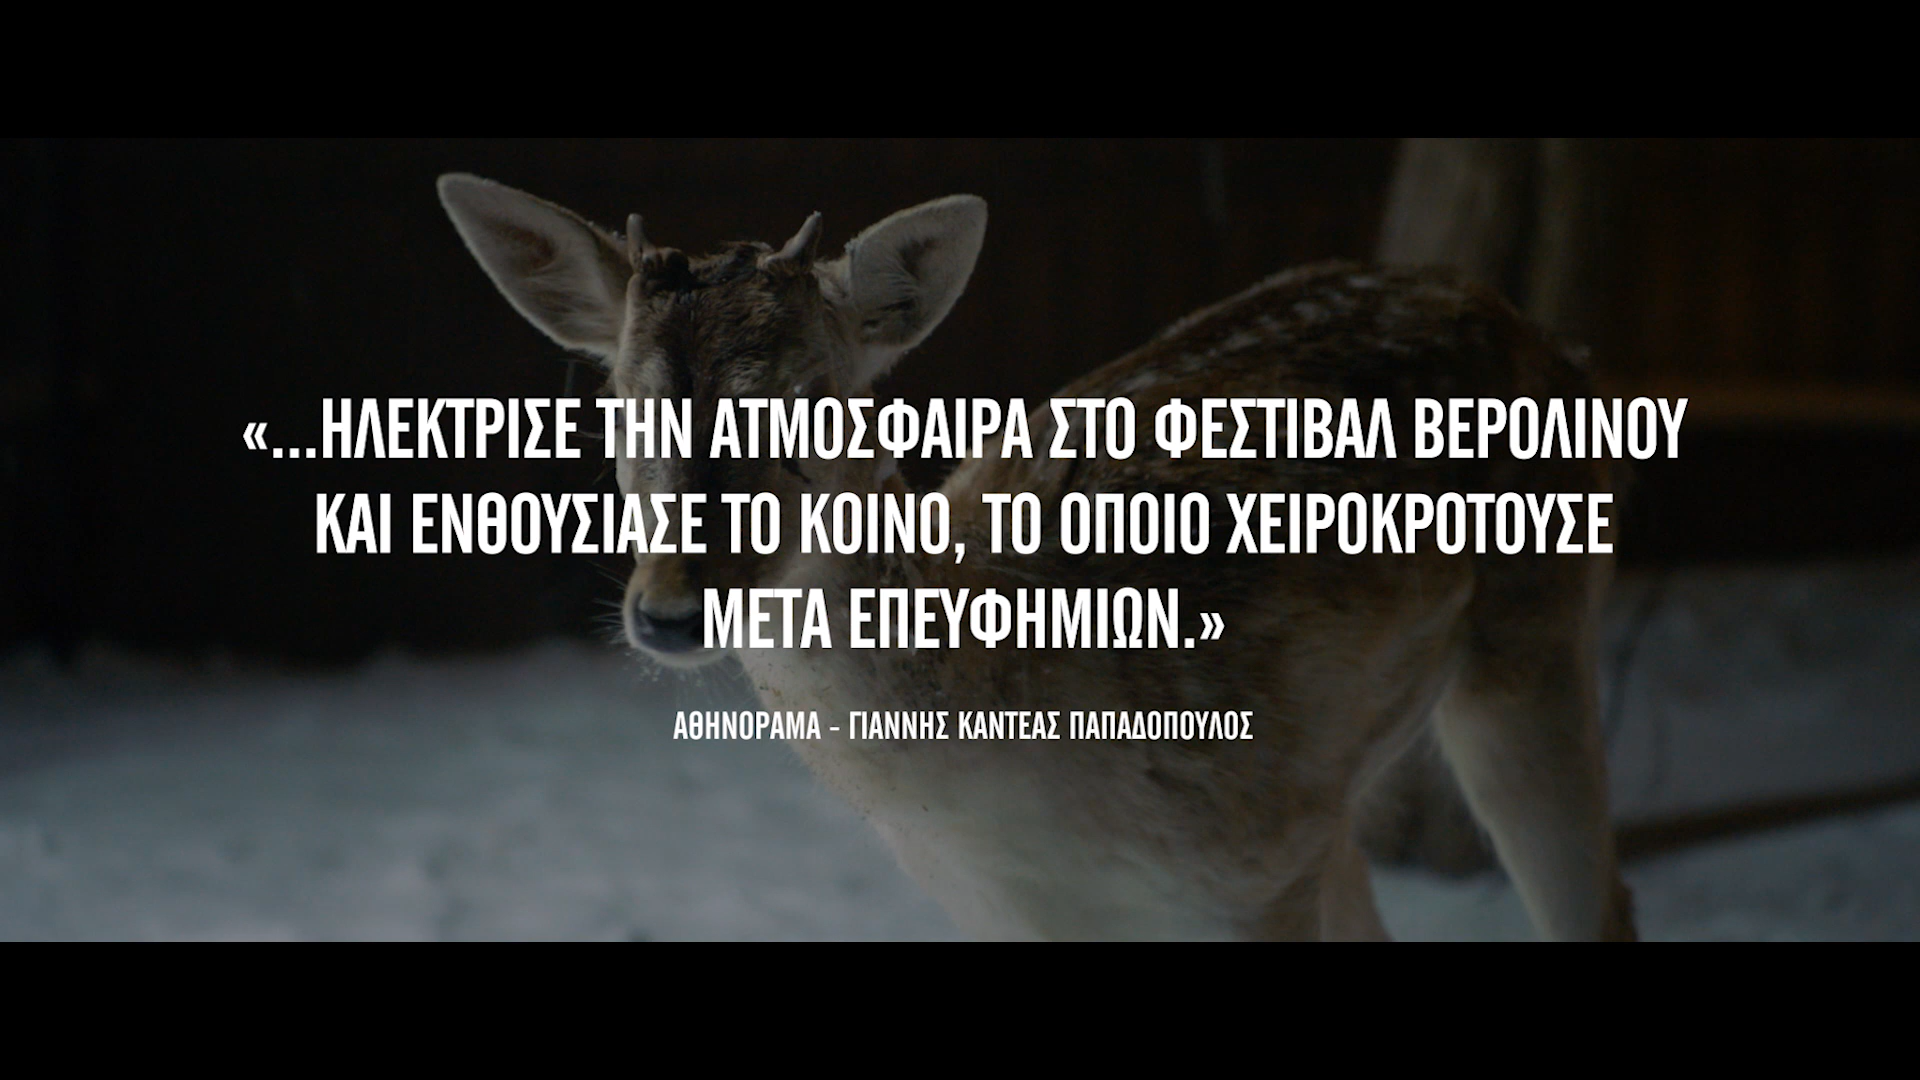 «...ΗΛΕΚΤΡΙΣΕ ΤΗΝ ΑΤΜΟΣΦΑΙΡΑ ΣΤΟ ΦΕΣΤΙΒΑΛ ΒΕΡΟΛΙΝΟΥ
ΚΑΙ ΕΝΘΟΥΣΙΑΣΕ ΤΟ ΚΟΙΝΟ, ΤΟ ΟΠΟΙΟ ΧΕΙΡΟΚΡΟΤΟΥΣΕ
ΜΕΤΑ ΕΠΕΥΦΗΜΙΩΝ.»
ΑΘΗΝΟΡΑΜΑ - ΓΙΑΝΝΗΣ ΚΑΝΤΕΑΣ ΠΑΠΑΔΟΠΟΥΛΟΣ